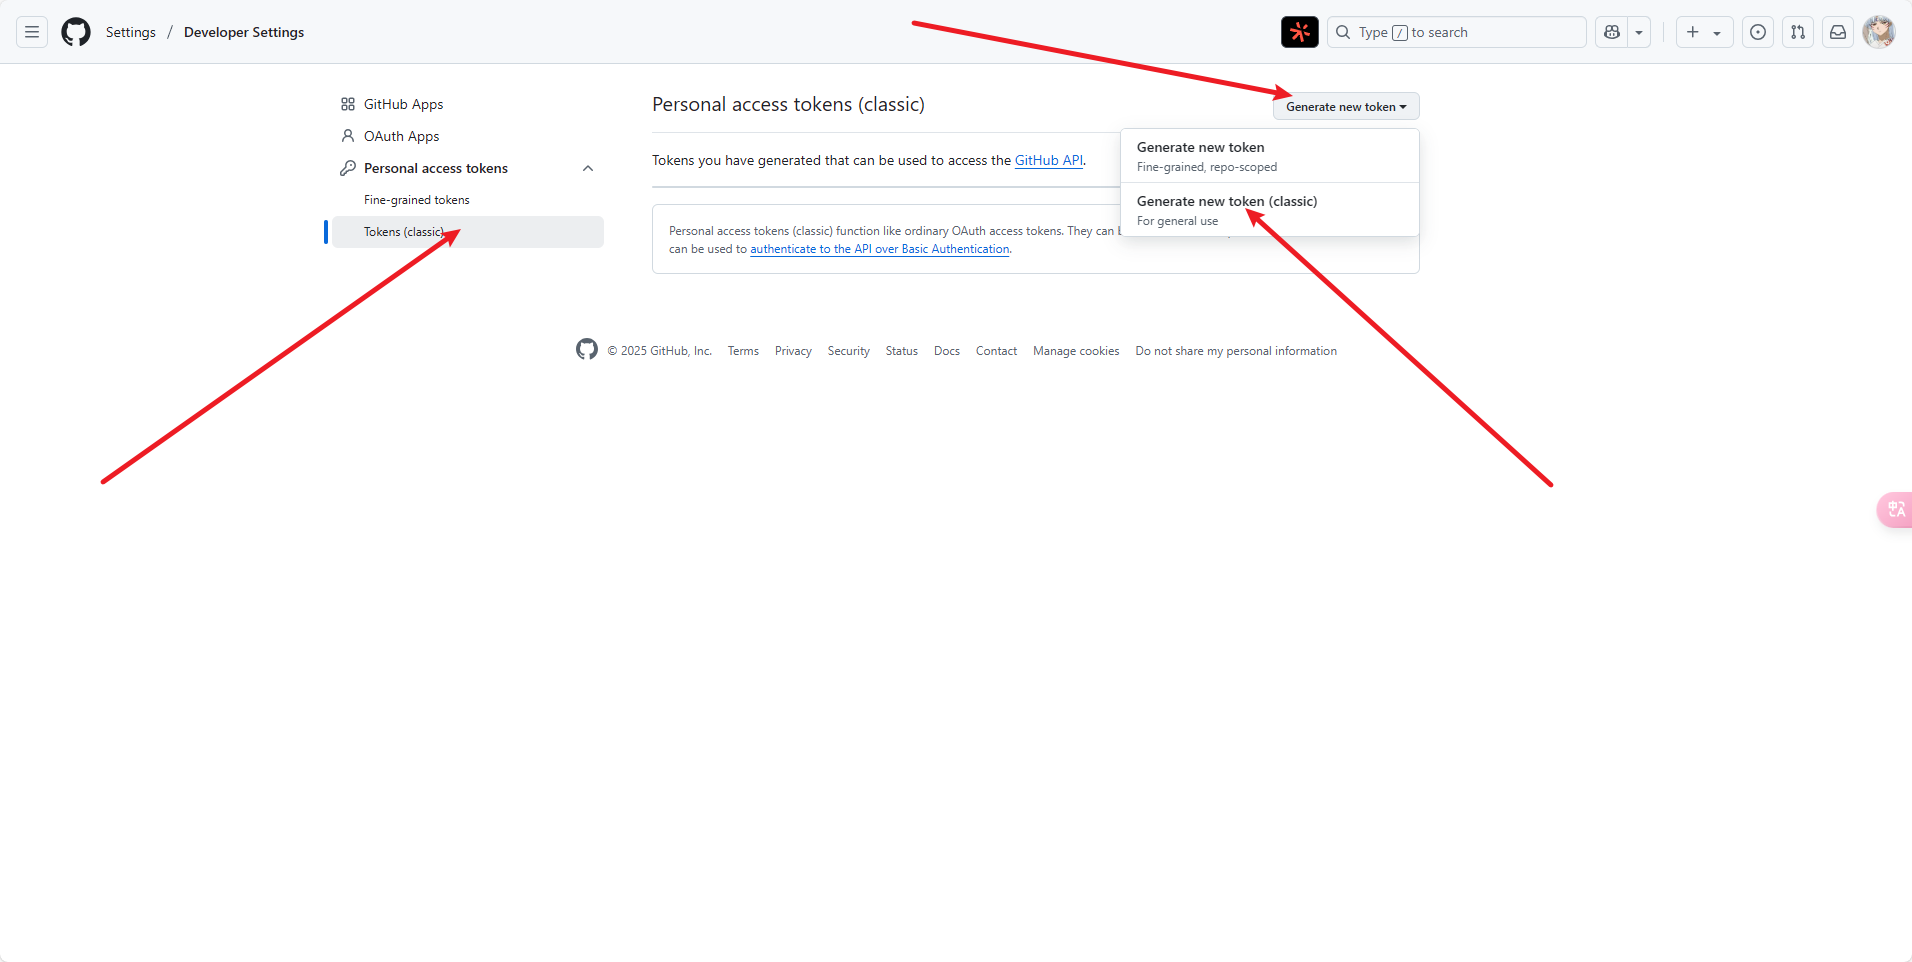 Settings / Developer Settings
Type / to search
GitHub Apps
OAuth Apps
Personal access tokens
Fine-grained tokens
Tokens (classic)
Personal access tokens (classic)
Generate new token
Tokens you have generated that can be used to access the GitHub API.
Generate new token
Fine-grained, repo-scoped
Generate new token (classic)
For general use
Personal access tokens (classic) function like ordinary OAuth access tokens. They can
can be used to authenticate to the API over Basic Authentication.
© 2025 GitHub, Inc. Terms Privacy Security Status Docs Contact Manage cookies Do not share my personal information
中 A